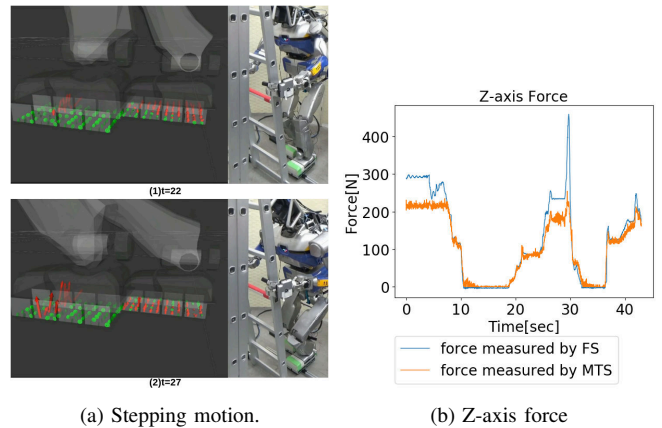 (1)t=22
(2)t=27
(a) Stepping motion.
Z-axis Force
Force[N]
400
300
200
100
0
0 10 20 30 40
Time[sec]
force measured by FS
force measured by MTS
(b) Z-axis force